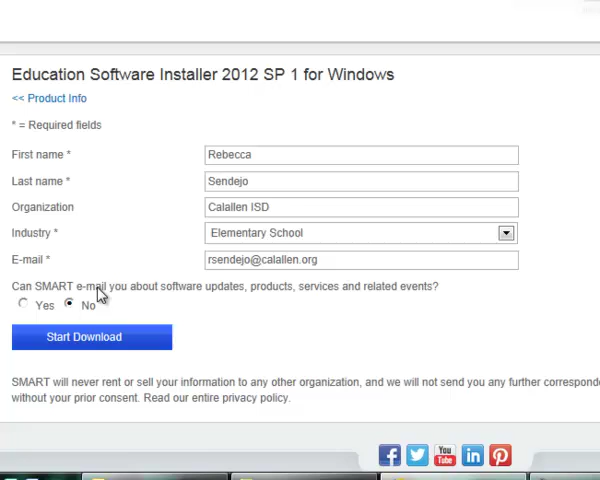 Education Software Installer 2012 SP 1 for Windows
<< Product Info
* = Required fields
First name * Rebecca
Last name * Sendejo
Organization Calallen ISD
Industry * Elementary School
E-mail * rsendejo@calallen.org
Can SMART e-mail you about software updates, products, services and related events?
Yes No
Start Download
SMART will never rent or sell your information to any other organization, and we will not send you any further
without your prior consent. Read our entire privacy policy.
You Tube